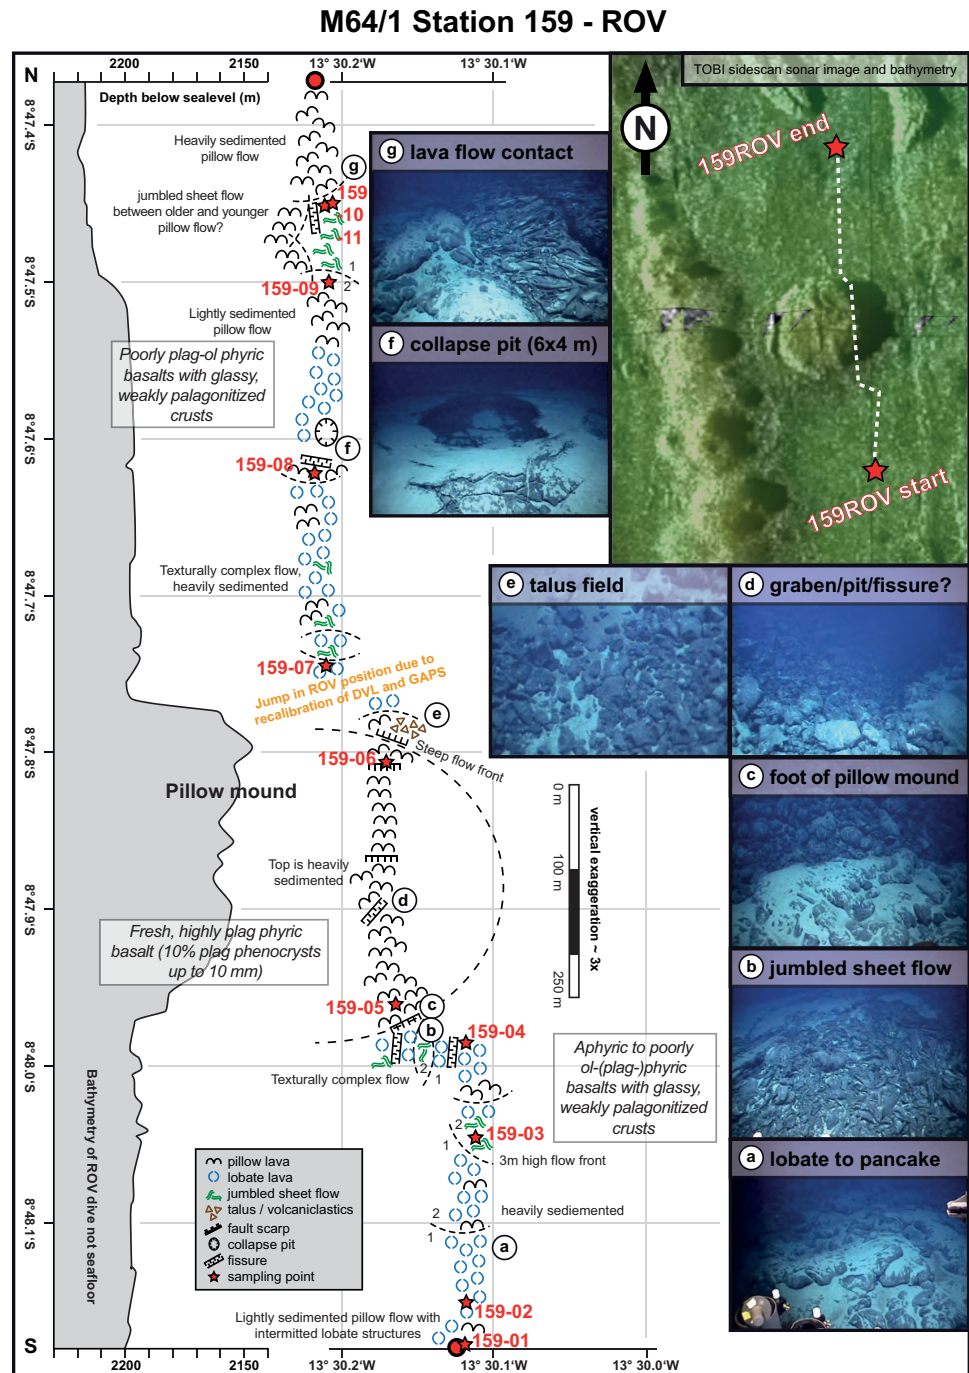 M64/1 Station 159 - ROV
2200
2150
13° 30.2'W
13° 30.1'W
N
Depth below sealevel (m)
TOBI sidescan sonar image and bathymetry
N
159ROV end
159ROV start
8°47.4'S
8°47.5'S
8°47.6'S
8°47.7'S
8°47.8'S
8°47.9'S
8°48.0'S
8°48.1'S
Heavily sedimented
pillow flow
g
jumbled sheet flow
between older and younger
pillow flow?
159
-10
-11
1
2
159-09
Lightly sedimented
pillow flow
Poorly plag-ol phyric
basalts with glassy,
weakly palagonitized
crusts
f
159-08
Texturally complex flow,
heavily sedimented
159-07
Jump in ROV position due to
recalibration of DVL and GAPS
e
Steep flow front
159-06
Pillow mound
Top is heavily
sedimented
d
Fresh, highly plag phyric
basalt (10% plag phenocrysts
up to 10 mm)
159-05
c
b
159-04
2
1
Texturally complex flow
Aphyric to poorly
ol-(plag-)phyric
basalts with glassy,
weakly palagonitized
crusts
2
1
159-03
3m high flow front
2
1
heavily sediemented
a
159-02
Lightly sedimented pillow flow with
intermitted lobate structures
159-01
0 m
100 m
250 m
vertical exaggeration ~ 3x
Bathymetry of ROV dive not seafloor
pillow lava
lobate lava
jumbled sheet flow
talus / volcaniclastics
fault scarp
collapse pit
fissure
sampling point
g lava flow contact
f collapse pit (6x4 m)
e talus field
d graben/pit/fissure?
c foot of pillow mound
b jumbled sheet flow
a lobate to pancake
S
2200
2150
13° 30.2'W
13° 30.1'W
13° 30.0'W